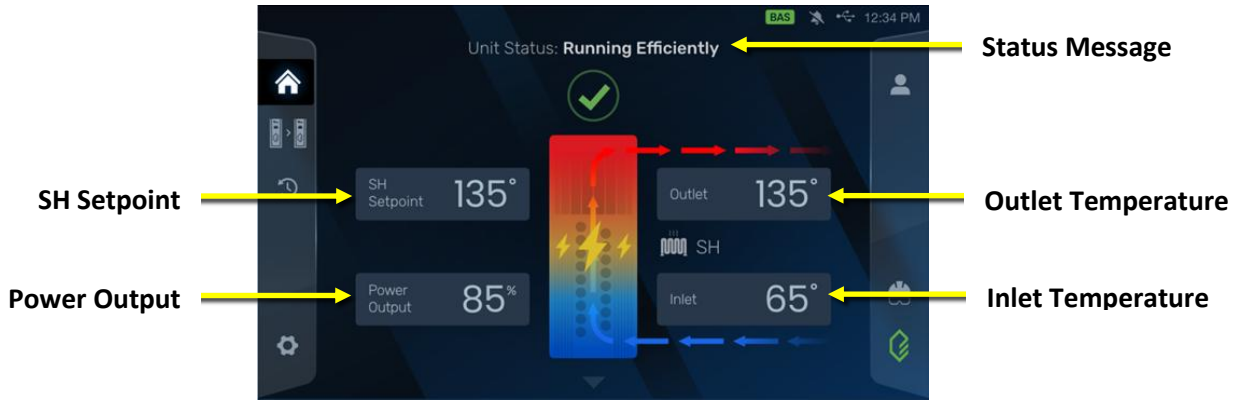 BAS
12:34 PM
Unit Status: Running Efficiently
Status Message
SH Setpoint
SH
Setpoint
135°
Outlet
135°
Outlet Temperature
SH
Power Output
Power
Output
85%
Inlet
65°
Inlet Temperature